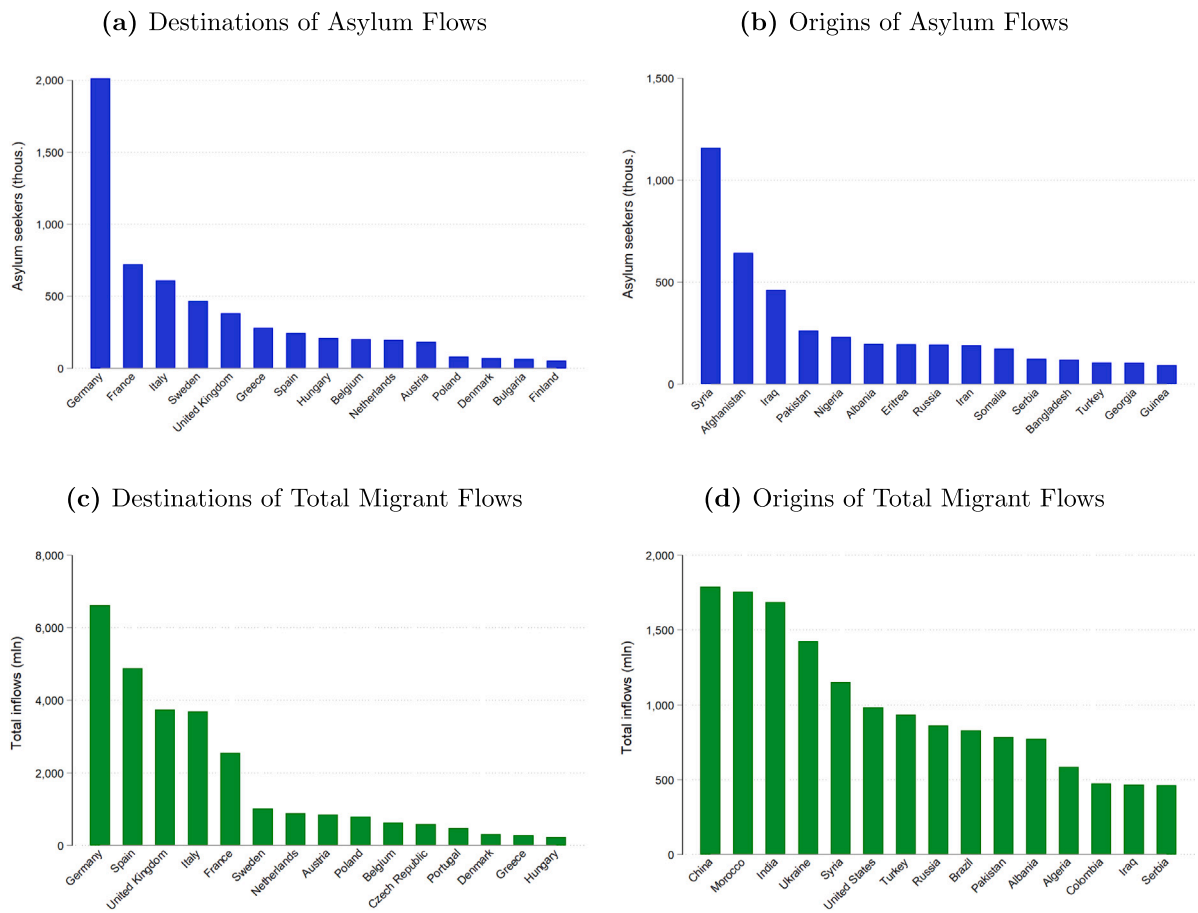 (a) Destinations of Asylum Flows
Asylum seekers (thous.)
2,000
1,500
1,000
500
0
Germany
France
Italy
Sweden
United Kingdom
Greece
Spain
Hungary
Belgium
Netherlands
Austria
Poland
Denmark
Bulgaria
Finland
(b) Origins of Asylum Flows
Asylum seekers (thous.)
1,500
1,000
500
0
Syria
Afghanistan
Iraq
Pakistan
Nigeria
Albania
Eritrea
Russia
Iran
Somalia
Serbia
Bangladesh
Turkey
Georgia
Guinea
(c) Destinations of Total Migrant Flows
Total inflows (mln)
8,000
6,000
4,000
2,000
0
Germany
Spain
United Kingdom
Italy
France
Sweden
Netherlands
Austria
Poland
Belgium
Czech Republic
Portugal
Denmark
Greece
Hungary
(d) Origins of Total Migrant Flows
Total inflows (mln)
2,000
1,500
1,000
500
0
China
Morocco
India
Ukraine
Syria
United States
Turkey
Russia
Brazil
Pakistan
Albania
Algeria
Colombia
Iraq
Serbia